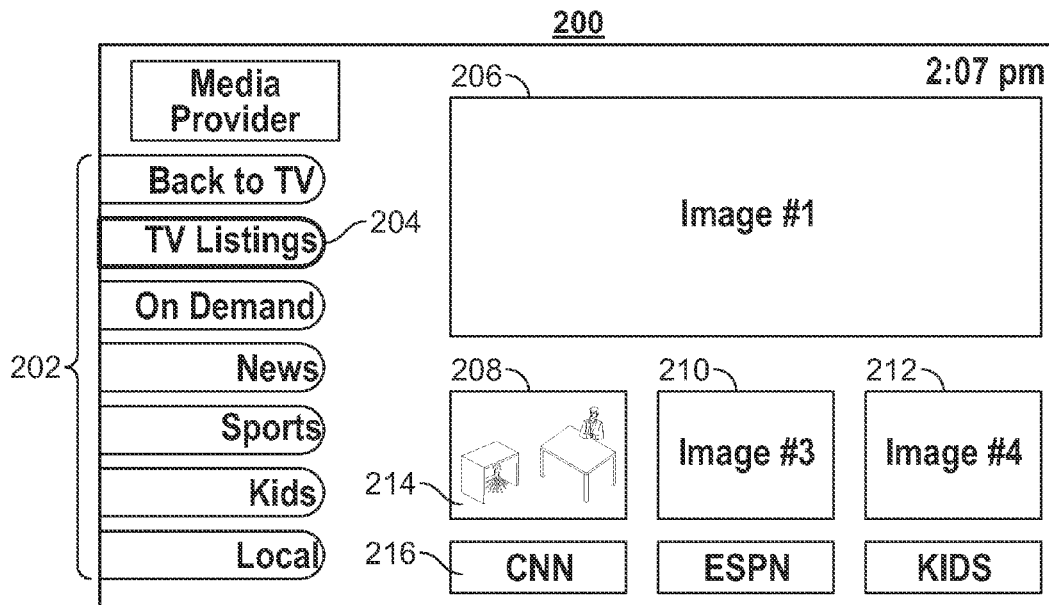 200
Media
Provider
2:07 pm
206
Image #1
202
Back to TV
TV Listings
204
On Demand
News
Sports
Kids
Local
208
210
212
214
Image #3
Image #4
216
CNN
ESPN
KIDS